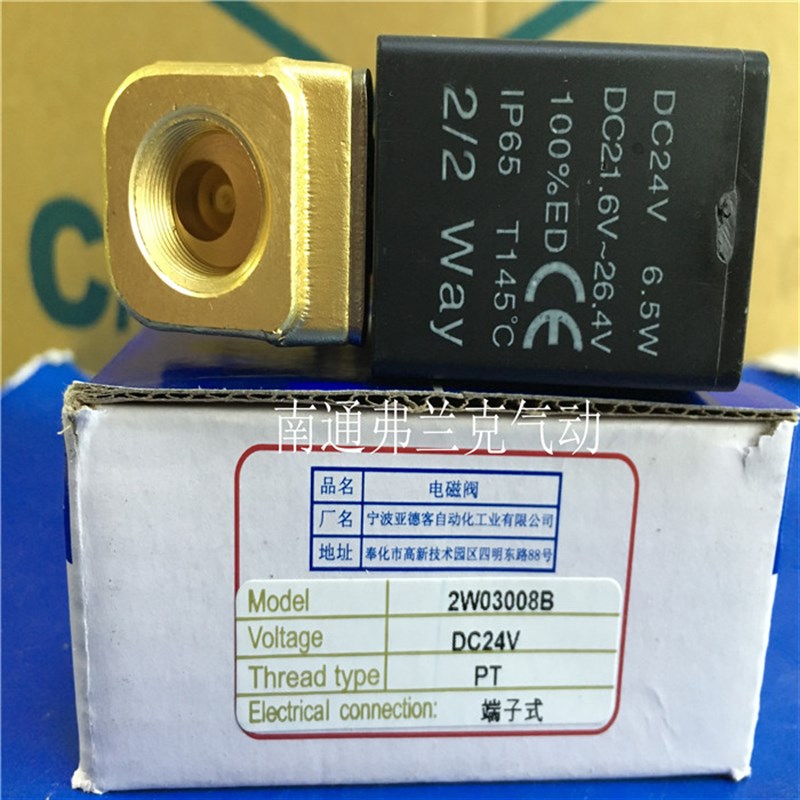 DC24V 6.5W
DC21.6V~26.4V
100%ED CE
IP65 T145℃
2/2 Way
南通弗兰克气动
品名 电磁阀
厂名 宁波亚德客自动化工业有限公司
地址 奉化市高新技术园区四明东路88号
Model 2W03008B
Voltage DC24V
Thread type PT
Electrical connection: 端子式